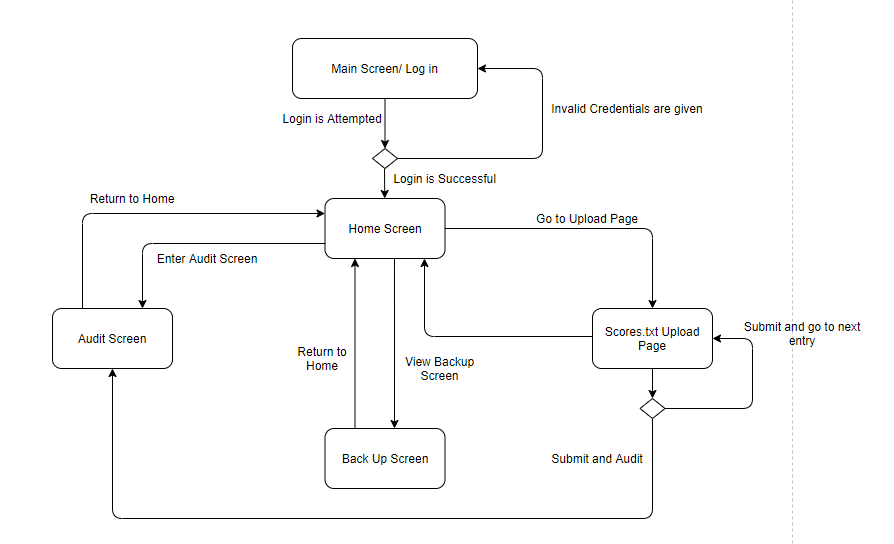 Main Screen/ Log in
Invalid Credentials are given
Login is Attempted
Login is Successful
Return to Home
Home Screen
Go to Upload Page
Enter Audit Screen
Audit Screen
Scores.txt Upload
Page
Submit and go to next
entry
Return to
Home
View Backup
Screen
Back Up Screen
Submit and Audit